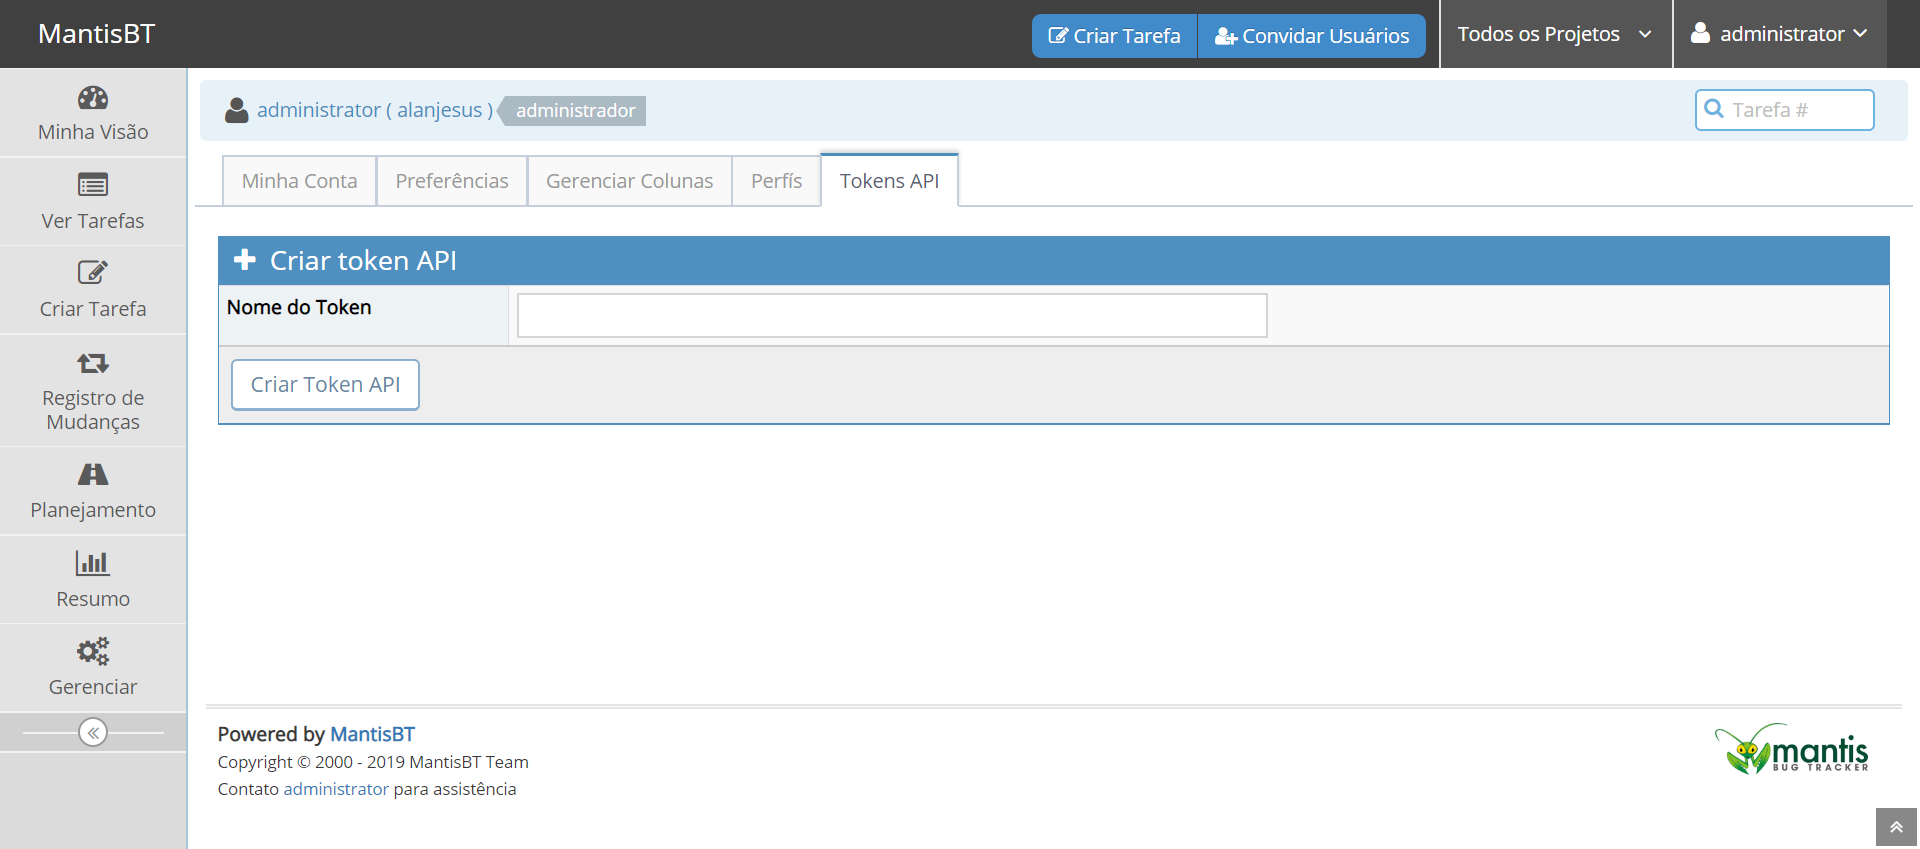 MantisBT
Criar Tarefa
Convidar Usuários
Todos os Projetos
administrator
Minha Visão
Ver Tarefas
Criar Tarefa
Registro de
Mudanças
Planejamento
Resumo
Gerenciar
administrator ( alanjesus )
administrador
Tarefa #
Minha Conta
Preferências
Gerenciar Colunas
Perfís
Tokens API
Criar token API
Nome do Token
Criar Token API
Powered by MantisBT
Copyright © 2000 - 2019 MantisBT Team
Contato administrator para assistência
mantis
BUG TRACKER